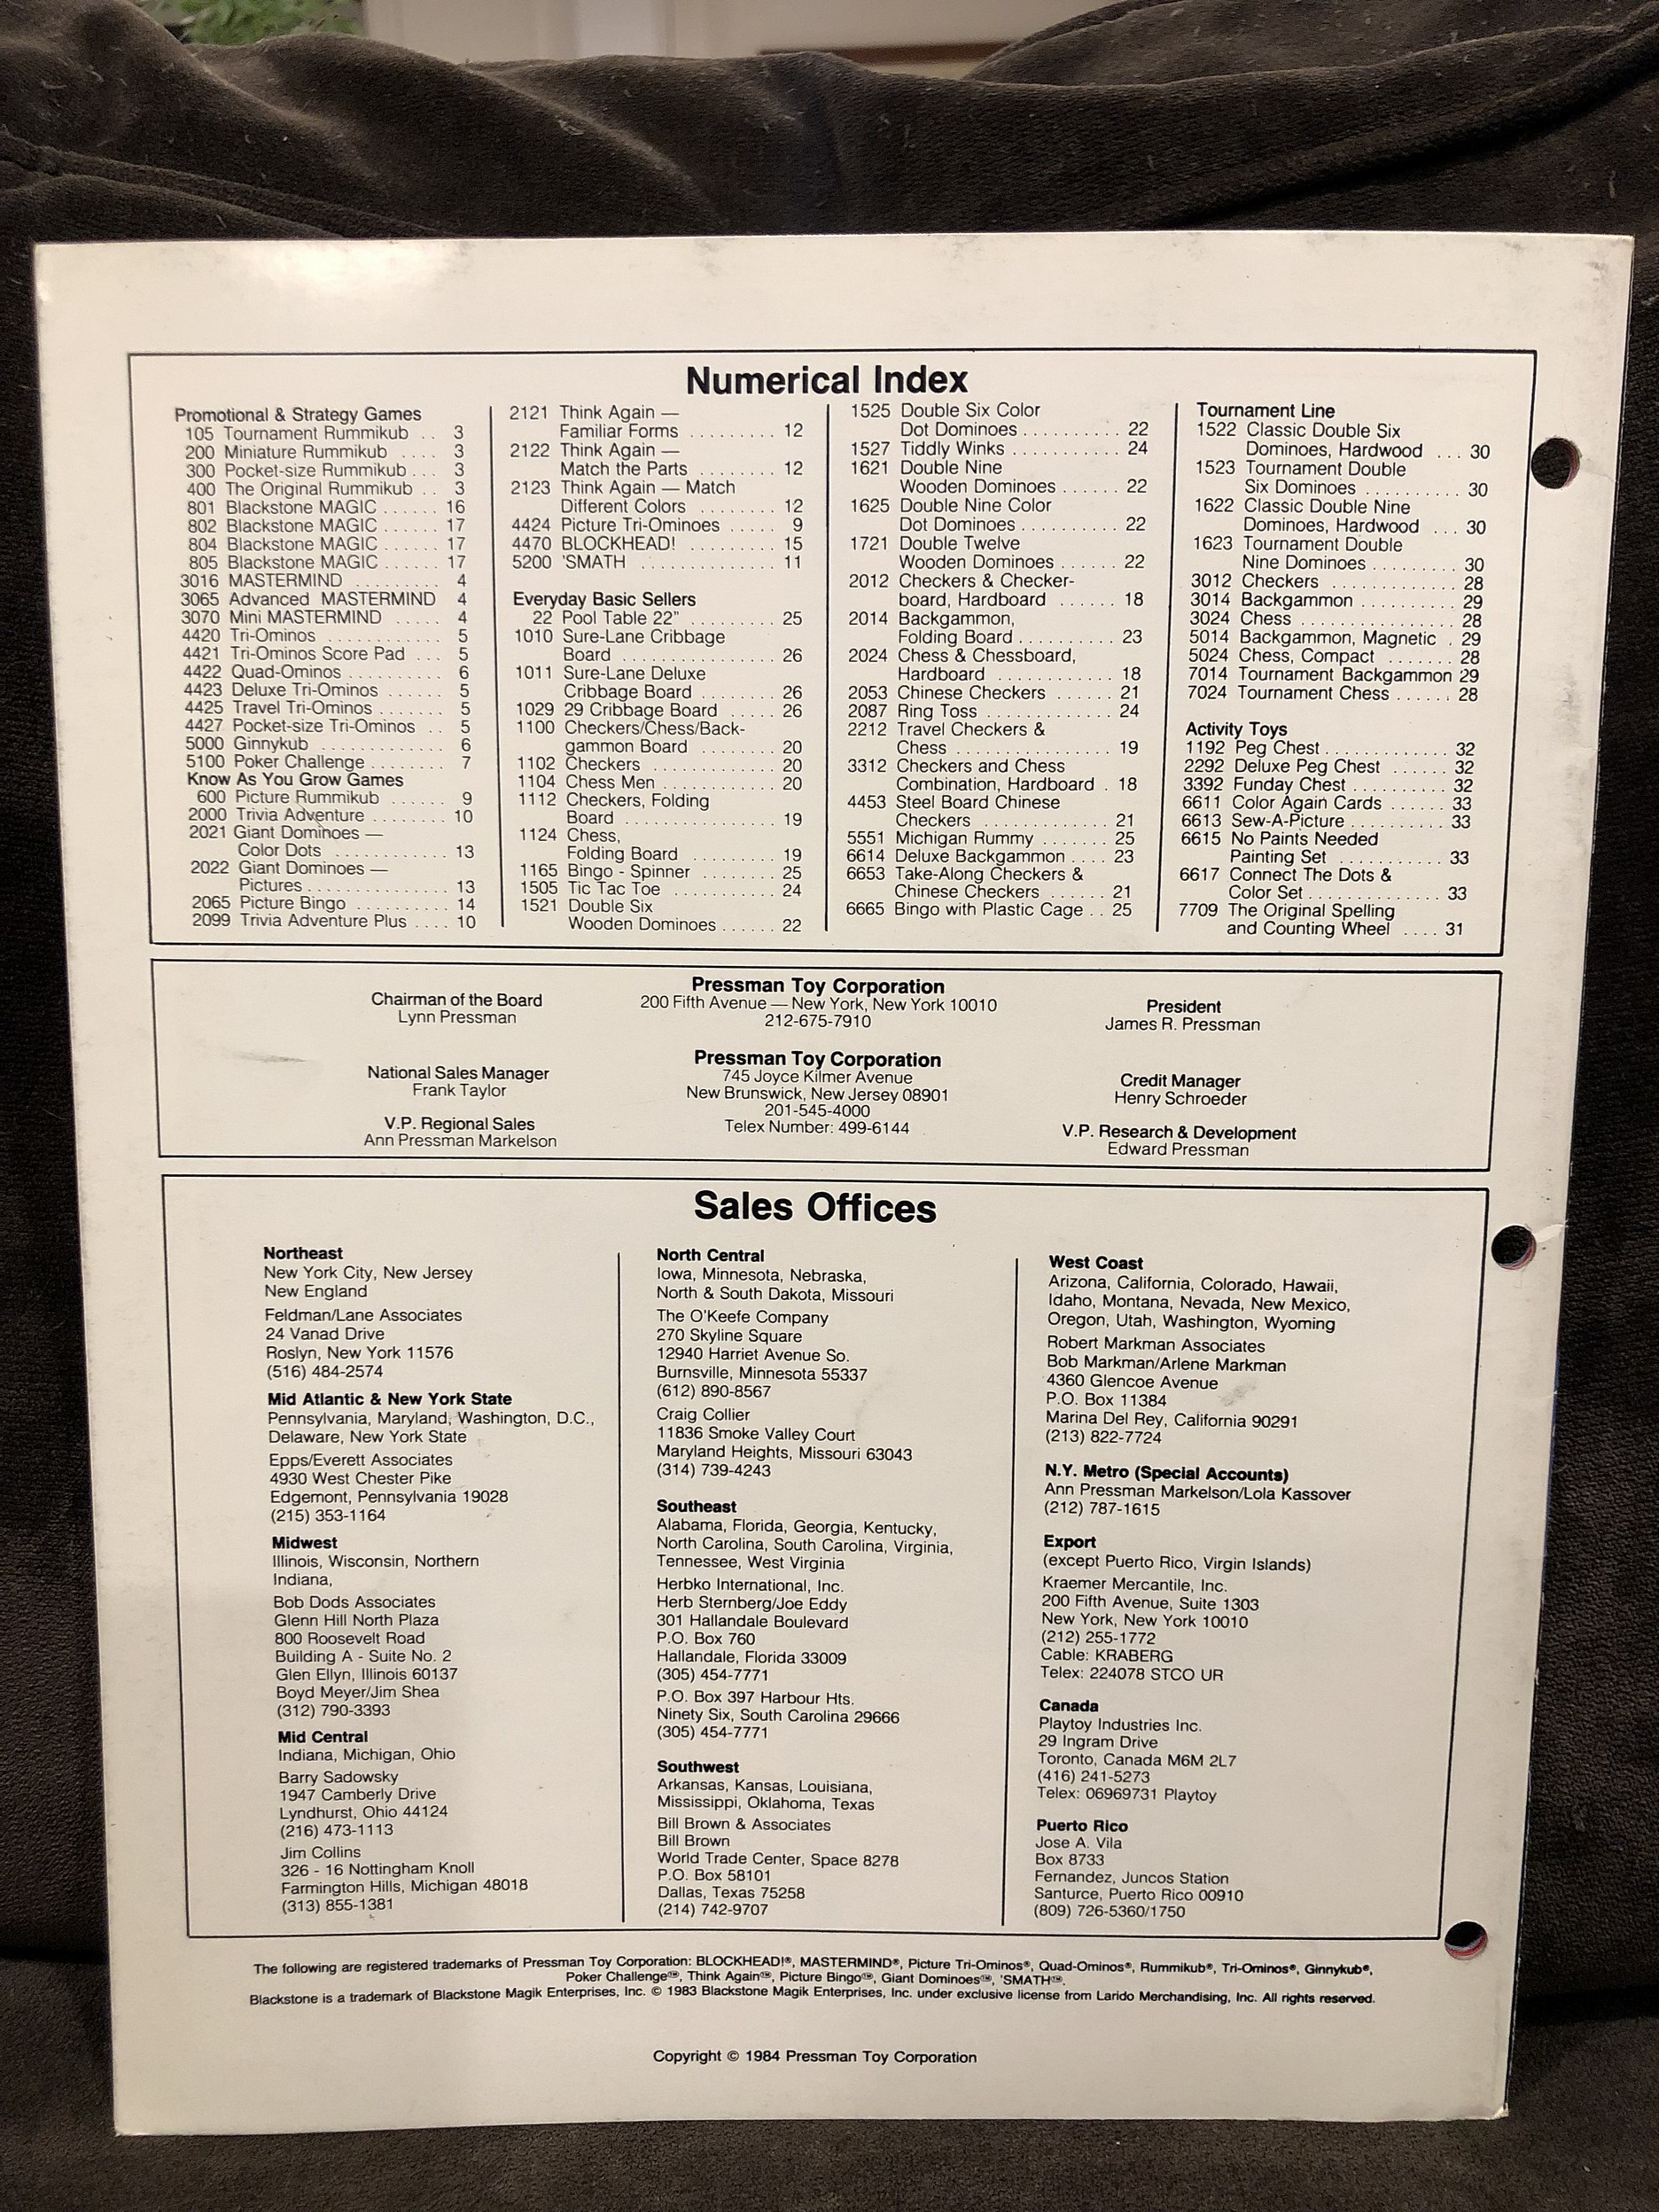 Numerical Index
Promotional & Strategy Games
105 Tournament Rummikub .. 3
200 Miniature Rummikub .... 3
300 Pocket-size Rummikub ... 3
400 The Original Rummikub .. 3
801 Blackstone MAGIC ...... 16
802 Blackstone MAGIC ...... 17
804 Blackstone MAGIC ...... 17
805 Blackstone MAGIC ...... 17
3016 MASTERMIND ......... 4
3065 Advanced MASTERMIND 4
3070 Mini MASTERMIND ..... 4
4420 Tri-Ominos ............ 5
4421 Tri-Ominos Score Pad ... 5
4422 Quad-Ominos .......... 6
4423 Deluxe Tri-Ominos ...... 5
4425 Travel Tri-Ominos ....... 5
4427 Pocket-size Tri-Ominos .. 5
5000 Ginnykub ............. 6
5100 Poker Challenge ........ 7
Know As You Grow Games
600 Picture Rummikub ...... 9
2000 Trivia Adventure ........ 10
2021 Giant Dominoes —
Color Dots ............ 13
2022 Giant Dominoes —
Pictures ............... 13
2065 Picture Bingo .......... 14
2099 Trivia Adventure Plus .... 10
2121 Think Again —
Familiar Forms ......... 12
2122 Think Again —
Match the Parts ........ 12
2123 Think Again — Match
Different Colors ........ 12
4424 Picture Tri-Ominoes ..... 9
4470 BLOCKHEAD! ......... 15
5200 'SMATH .............. 11
Everyday Basic Sellers
22 Pool Table 22" .......... 25
1010 Sure-Lane Cribbage
Board ................ 26
1011 Sure-Lane Deluxe
Cribbage Board ........ 26
1029 29 Cribbage Board ..... 26
1100 Checkers/Chess/Back-
gammon Board ........ 20
1102 Checkers ............. 20
1104 Chess Men ............ 20
1112 Checkers, Folding
Board ................ 19
1124 Chess,
Folding Board ......... 19
1165 Bingo - Spinner ........ 25
1505 Tic Tac Toe ........... 24
1521 Double Six
Wooden Dominoes ...... 22
1525 Double Six Color
Dot Dominoes .......... 22
1527 Tiddly Winks ........... 24
1621 Double Nine
Wooden Dominoes ...... 22
1625 Double Nine Color
Dot Dominoes ......... 22
1721 Double Twelve
Wooden Dominoes ...... 22
2012 Checkers & Checker-
board, Hardboard ...... 18
2014 Backgammon,
Folding Board .......... 23
2024 Chess & Chessboard,
Hardboard ............ 18
2053 Chinese Checkers ...... 21
2087 Ring Toss ............. 24
2212 Travel Checkers &
Chess ................ 19
3312 Checkers and Chess
Combination, Hardboard . 18
4453 Steel Board Chinese
Checkers ............. 21
5551 Michigan Rummy ...... 25
6614 Deluxe Backgammon .... 23
6653 Take-Along Checkers &
Chinese Checkers ...... 21
6665 Bingo with Plastic Cage .. 25
Tournament Line
1522 Classic Double Six
Dominoes, Hardwood ... 30
1523 Tournament Double
Six Dominoes .......... 30
1622 Classic Double Nine
Dominoes, Hardwood ... 30
1623 Tournament Double
Nine Dominoes ......... 30
3012 Checkers ............. 28
3014 Backgammon .......... 29
3024 Chess ................ 28
5014 Backgammon, Magnetic . 29
5024 Chess, Compact ....... 28
7014 Tournament Backgammon 29
7024 Tournament Chess ...... 28
Activity Toys
1192 Peg Chest ............. 32
2292 Deluxe Peg Chest ...... 32
3392 Funday Chest .......... 32
6611 Color Again Cards ...... 33
6613 Sew-A-Picture .......... 33
6615 No Paints Needed
Painting Set ........... 33
6617 Connect The Dots &
Color Set .............. 33
7709 The Original Spelling
and Counting Wheel .... 31
Chairman of the Board
Lynn Pressman
National Sales Manager
Frank Taylor
V.P. Regional Sales
Ann Pressman Markelson
Pressman Toy Corporation
200 Fifth Avenue — New York, New York 10010
212-675-7910
Pressman Toy Corporation
745 Joyce Kilmer Avenue
New Brunswick, New Jersey 08901
201-545-4000
Telex Number: 499-6144
President
James R. Pressman
Credit Manager
Henry Schroeder
V.P. Research & Development
Edward Pressman
Sales Offices
Northeast
New York City, New Jersey
New England
Feldman/Lane Associates
24 Vanad Drive
Roslyn, New York 11576
(516) 484-2574
Mid Atlantic & New York State
Pennsylvania, Maryland, Washington, D.C.,
Delaware, New York State
Epps/Everett Associates
4930 West Chester Pike
Edgemont, Pennsylvania 19028
(215) 353-1164
Midwest
Illinois, Wisconsin, Northern
Indiana,
Bob Dods Associates
Glenn Hill North Plaza
800 Roosevelt Road
Building A - Suite No. 2
Glen Ellyn, Illinois 60137
Boyd Meyer/Jim Shea
(312) 790-3393
Mid Central
Indiana, Michigan, Ohio
Barry Sadowsky
1947 Camberly Drive
Lyndhurst, Ohio 44124
(216) 473-1113
Jim Collins
326 - 16 Nottingham Knoll
Farmington Hills, Michigan 48018
(313) 855-1381
North Central
Iowa, Minnesota, Nebraska,
North & South Dakota, Missouri
The O'Keefe Company
270 Skyline Square
12940 Harriet Avenue So.
Burnsville, Minnesota 55337
(612) 890-8567
Craig Collier
11836 Smoke Valley Court
Maryland Heights, Missouri 63043
(314) 739-4243
Southeast
Alabama, Florida, Georgia, Kentucky,
North Carolina, South Carolina, Virginia,
Tennessee, West Virginia
Herbko International, Inc.
Herb Sternberg/Joe Eddy
301 Hallandale Boulevard
P.O. Box 760
Hallandale, Florida 33009
(305) 454-7771
P.O. Box 397 Harbour Hts.
Ninety Six, South Carolina 29666
(305) 454-7771
Southwest
Arkansas, Kansas, Louisiana,
Mississippi, Oklahoma, Texas
Bill Brown & Associates
Bill Brown
World Trade Center, Space 8278
P.O. Box 58101
Dallas, Texas 75258
(214) 742-9707
West Coast
Arizona, California, Colorado, Hawaii,
Idaho, Montana, Nevada, New Mexico,
Oregon, Utah, Washington, Wyoming
Robert Markman Associates
Bob Markman/Arlene Markman
4360 Glencoe Avenue
P.O. Box 11384
Marina Del Rey, California 90291
(213) 822-7724
N.Y. Metro (Special Accounts)
Ann Pressman Markelson/Lola Kassover
(212) 787-1615
Export
(except Puerto Rico, Virgin Islands)
Kraemer Mercantile, Inc.
200 Fifth Avenue, Suite 1303
New York, New York 10010
(212) 255-1772
Cable: KRABERG
Telex: 224078 STCO UR
Canada
Playtoy Industries Inc.
29 Ingram Drive
Toronto, Canada M6M 2L7
(416) 241-5273
Telex: 06969731 Playtoy
Puerto Rico
Jose A. Vila
Box 8733
Fernandez, Juncos Station
Santurce, Puerto Rico 00910
(809) 726-5360/1750
The following are registered trademarks of Pressman Toy Corporation: BLOCKHEAD!®, MASTERMIND®, Picture Tri-Ominos®, Quad-Ominos®, Rummikub®, Tri-Ominos®, Ginnykub®,
Poker Challenge™, Think Again™, Picture Bingo™, Giant Dominoes™, 'SMATH™.
Blackstone is a trademark of Blackstone Magik Enterprises, Inc. © 1983 Blackstone Magik Enterprises, Inc. under exclusive license from Larido Merchandising, Inc. All rights reserved.
Copyright © 1984 Pressman Toy Corporation